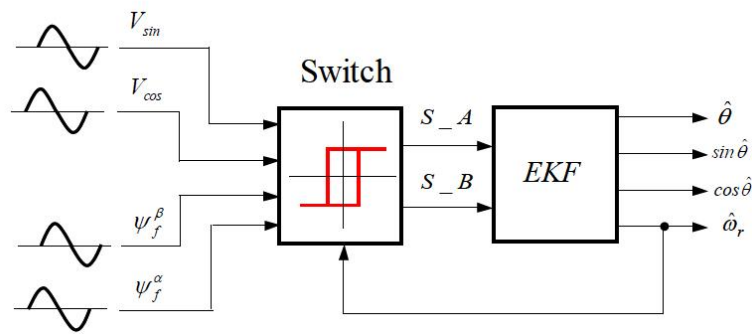 V_sin
Switch
V_cos
S_A
S_B
EKF
θ̂
sin θ̂
cos θ̂
ω̂_r
ψ_f^β
ψ_f^α